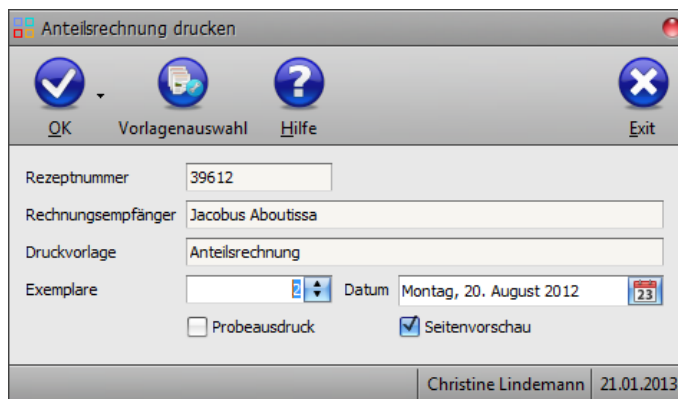 Anteilsrechnung drucken
OK Vorlagenauswahl Hilfe Exit
Rezeptnummer 39612
Rechnungsempfänger Jacobus Aboutissa
Druckvorlage Anteilsrechnung
Exemplare 2 Datum Montag, 20. August 2012 23
Probeausdruck Seitenvorschau
Christine Lindemann 21.01.2013